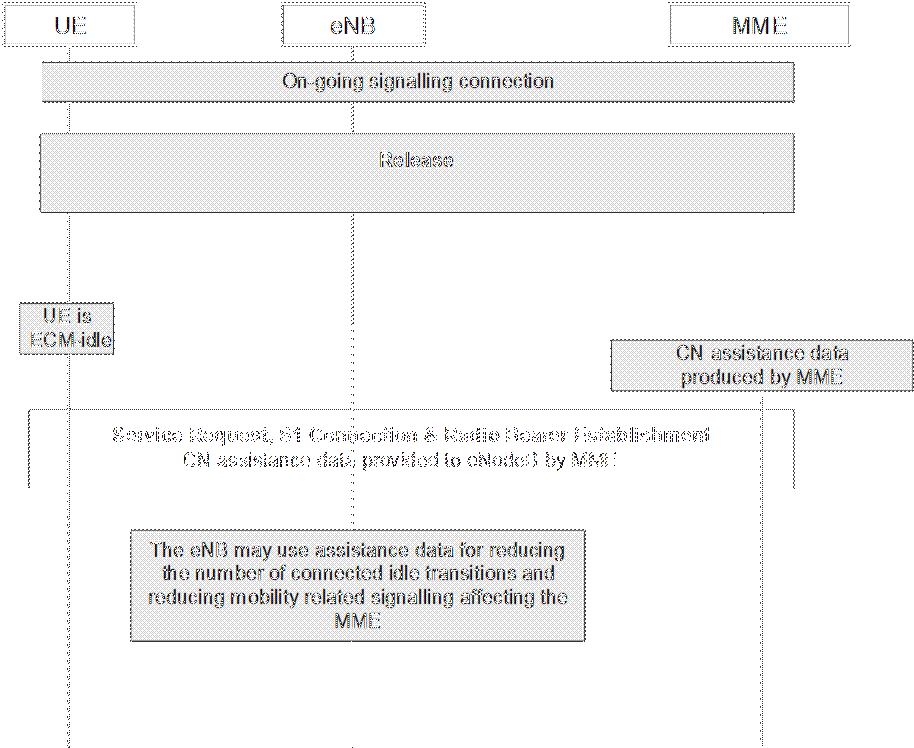 UE
eNB
MME
On-going signalling connection
Release
UE is
ECM-idle
CN assistance data
produced by MME
Service Request, S1 Connection & Radio Bearer Establishment
CN assistance data provided to eNodeB by MME
The eNB may use assistance data for reducing
the number of connected idle transitions and
reducing mobility related signalling affecting the
MME